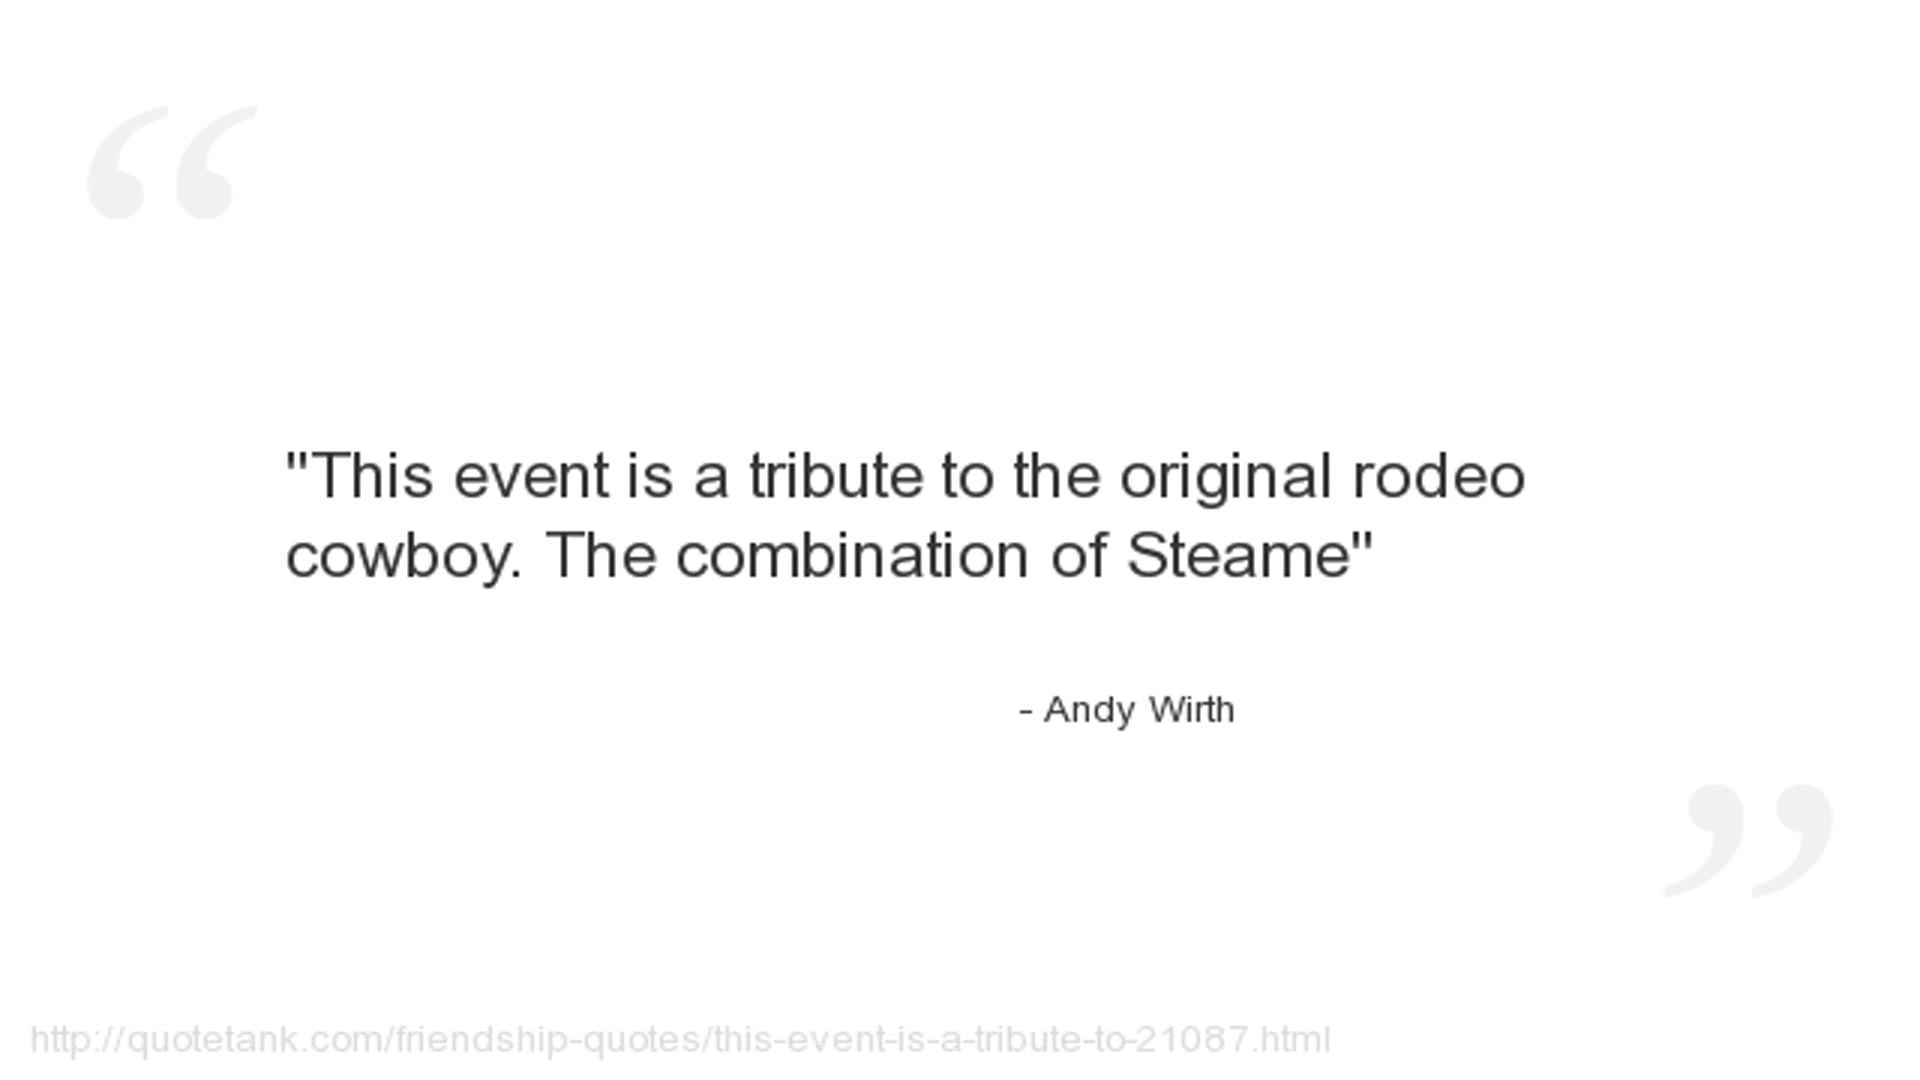 "This event is a tribute to the original rodeo
cowboy. The combination of Steame"
- Andy Wirth
http://quotetank.com/friendship-quotes/this-event-is-a-tribute-to-21087.html